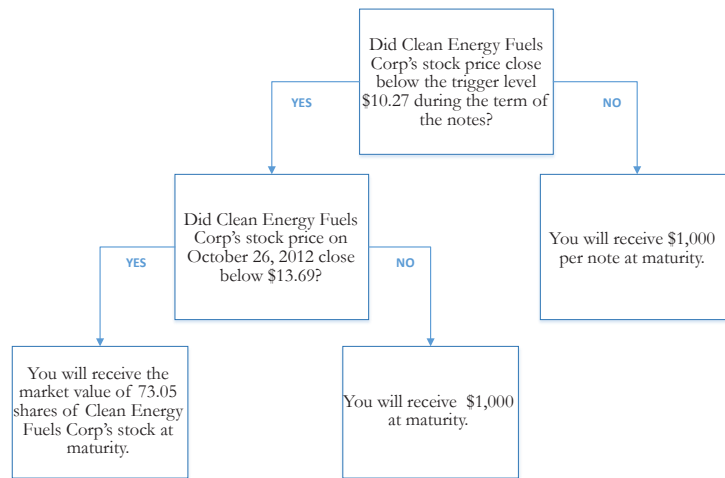 Did Clean Energy Fuels
Corp's stock price close
below the trigger level
$10.27 during the term of
the notes?
YES
NO
Did Clean Energy Fuels
Corp's stock price on
October 26, 2012 close
below $13.69?
You will receive $1,000
per note at maturity.
YES
NO
You will receive the
market value of 73.05
shares of Clean Energy
Fuels Corp's stock at
maturity.
You will receive $1,000
at maturity.